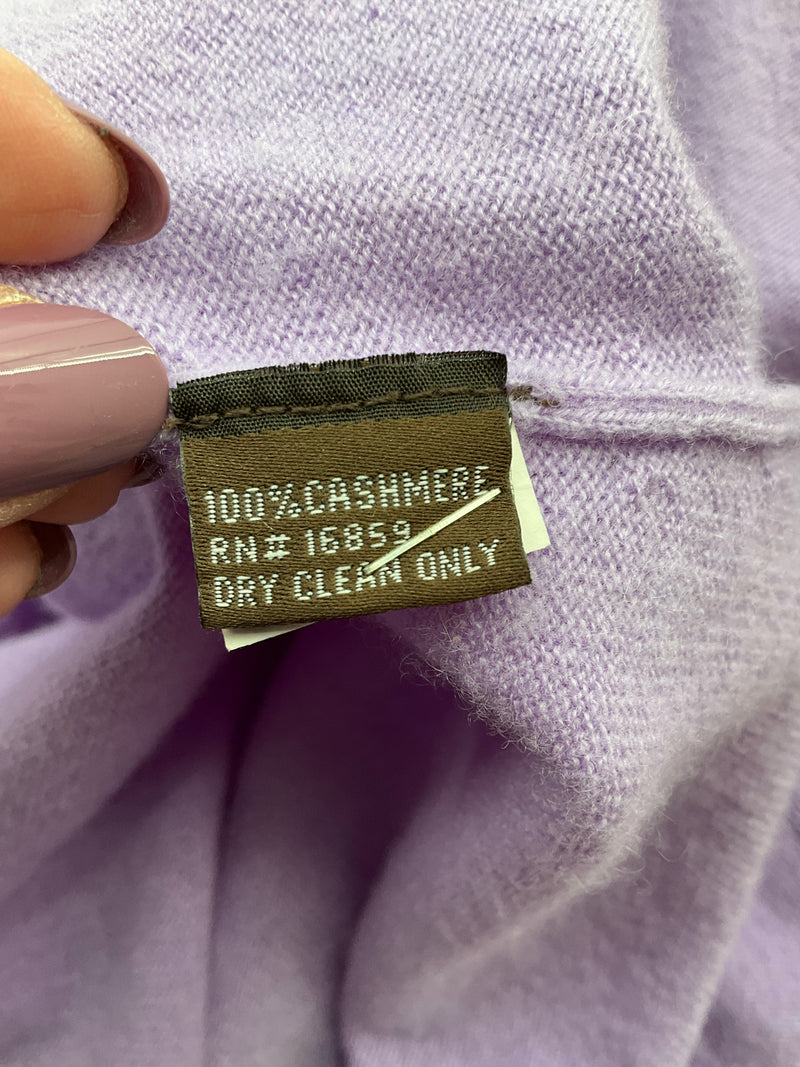 100% CASHMERE
RN# 16859
DRY CLEAN ONLY